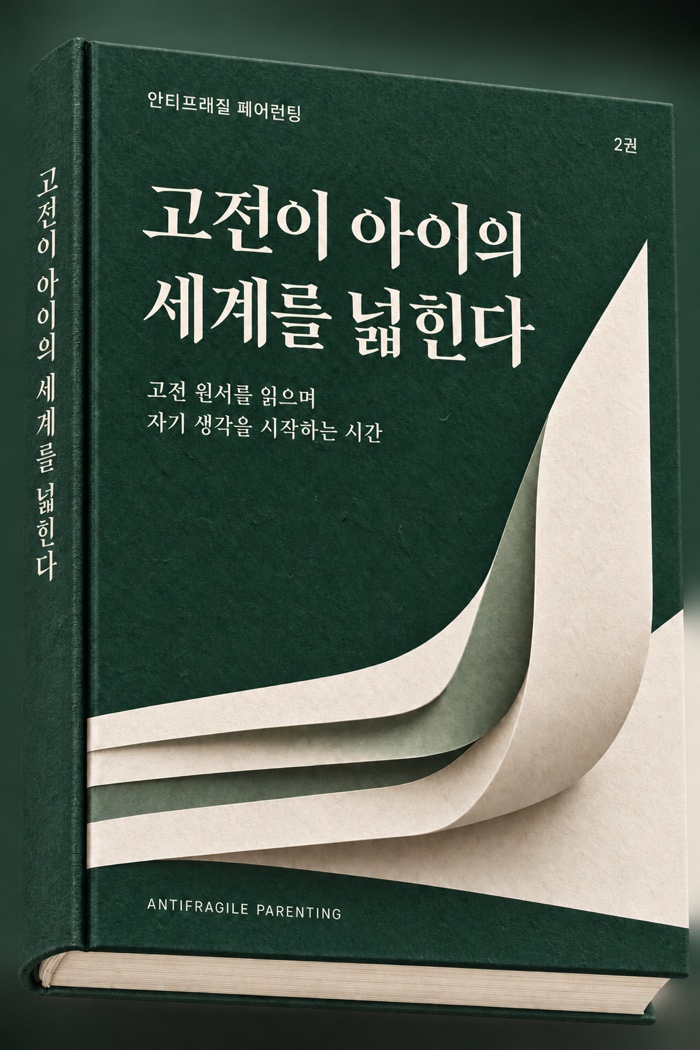 안티프래질 페어런팅
2권
고전이 아이의
세계를 넓힌다
고전 원서를 읽으며
자기 생각을 시작하는 시간
ANTIFRAGILE PARENTING
고전이 아이의 세계를 넓힌다